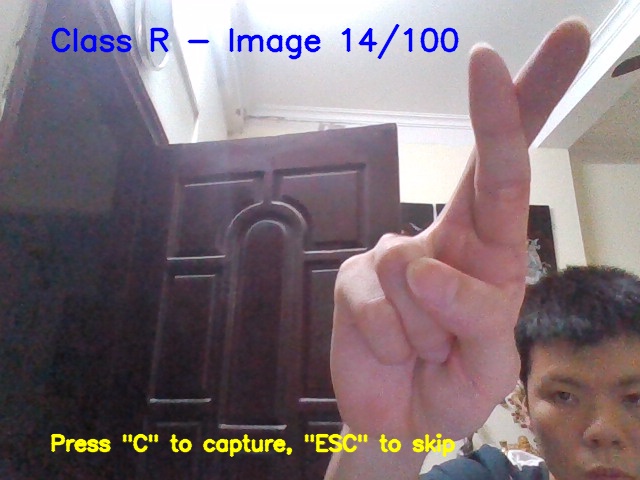 Class R - Image 14/100
Press "C" to capture, "ESC" to skip